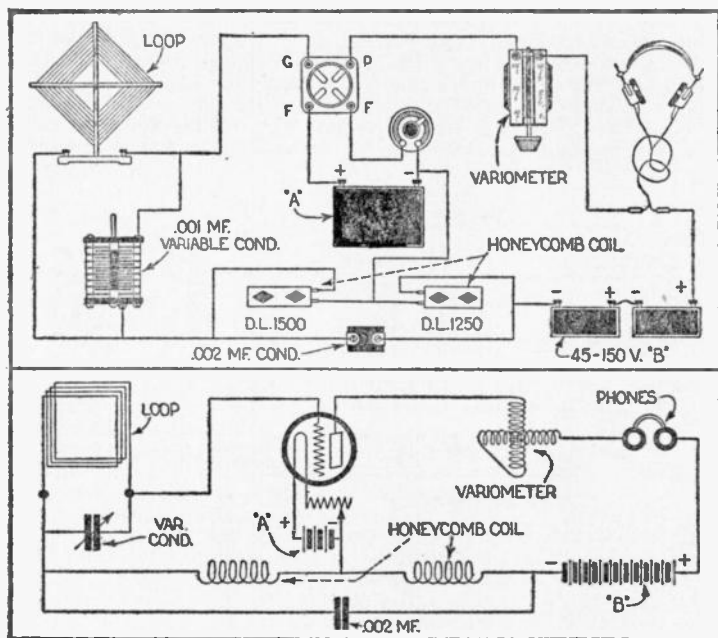 LOOP
G P
F F
+ -
"A"
VARIOMETER
.001 MF.
VARIABLE COND.
HONEYCOMB COIL
D.L.1500
D.L.1250
.002 MF. COND.
- + - +
45-150 V. "B"
LOOP
PHONES
VARIOMETER
VAR.
COND.
"A" + -
HONEYCOMB COIL
- +
"B"
.002 MF.